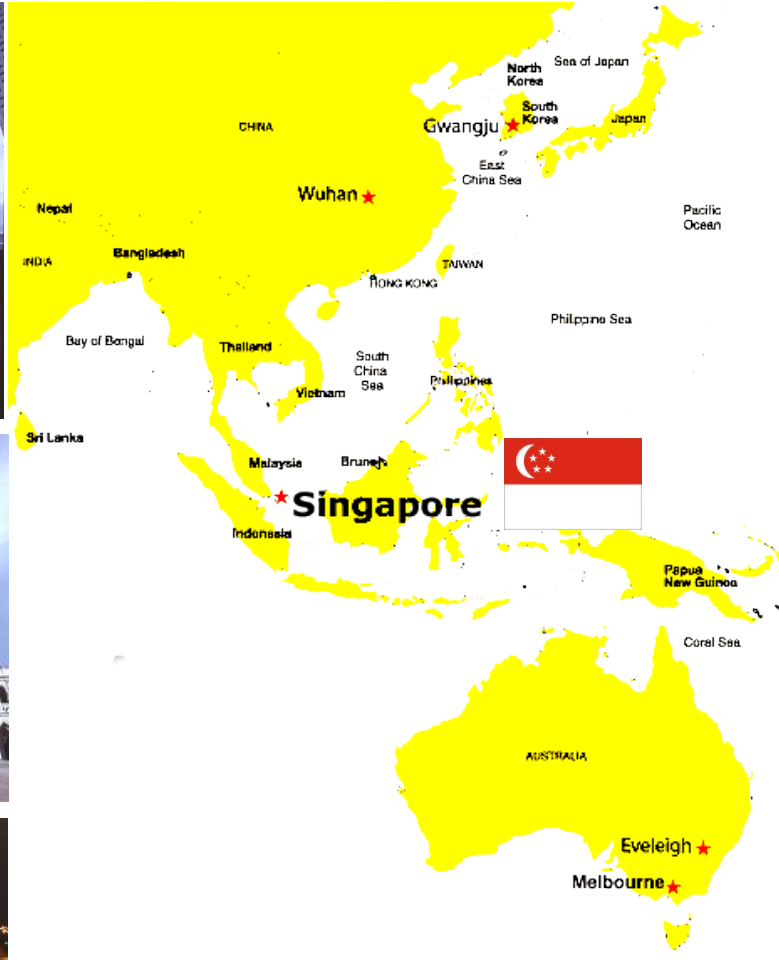 Sea of Japan
North
Korea
South
Korea
Japan
CHINA
Gwangju
East
China Sea
Wuhan
Nepal
Pacific
Ocean
Bangladesh
INDIA
TAIWAN
HONG KONG
Philppino Sea
Bay of Bengal
Thailand
South
China
Sea
Philippines
Vietnam
Sri Lanka
Malaysia
Brunei
Singapore
Indonesia
Papua
New Guinea
Coral Sea
AUSTRALIA
Eveleigh
Melbourne